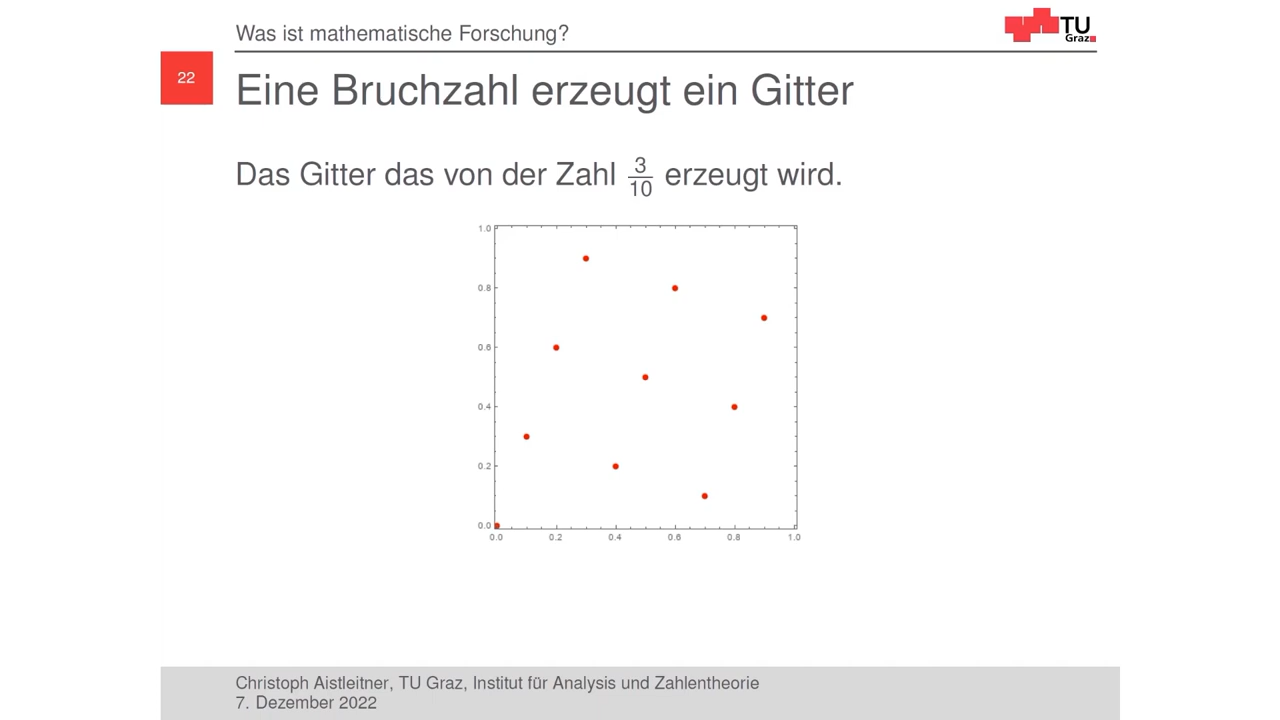 Was ist mathematische Forschung?
TU
Graz
22
Eine Bruchzahl erzeugt ein Gitter
Das Gitter das von der Zahl 3/10 erzeugt wird.
1.0
0.8
0.6
0.4
0.2
0.0
0.0 0.2 0.4 0.6 0.8 1.0
Christoph Aistleitner, TU Graz, Institut für Analysis und Zahlentheorie
7. Dezember 2022